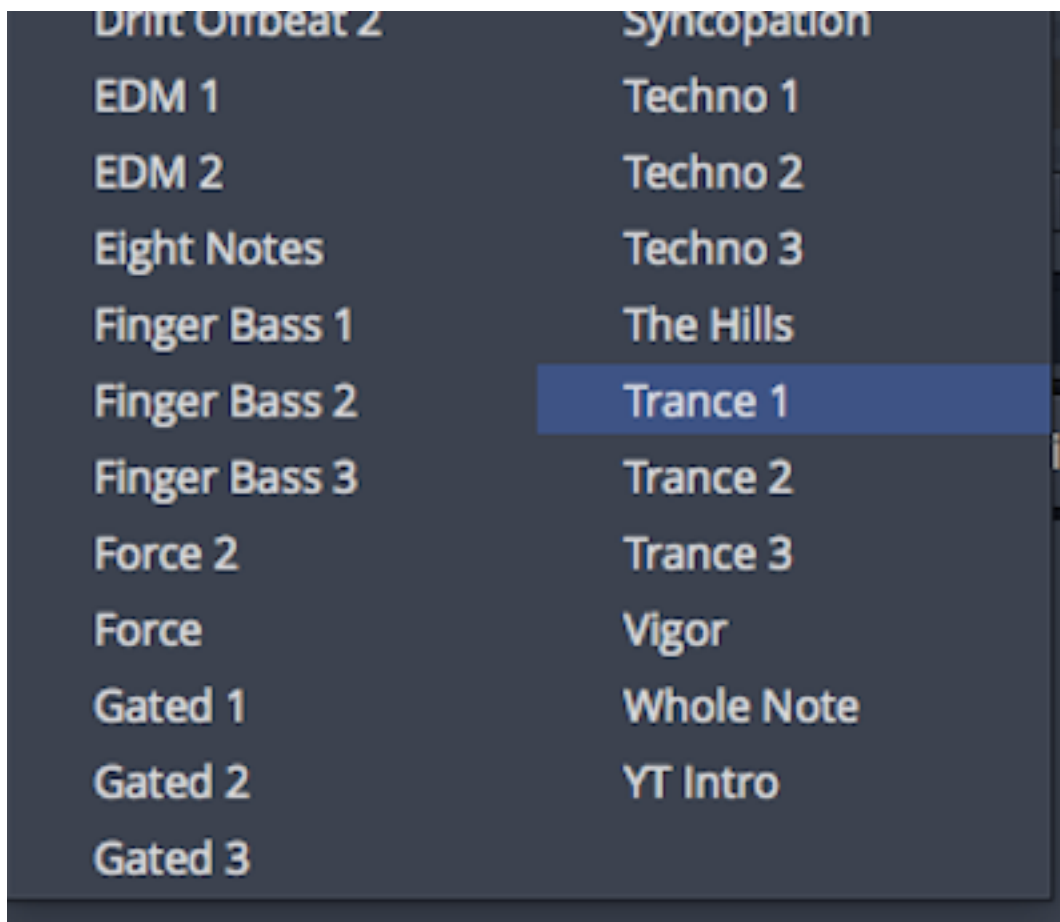 Drift Offbeat 2
EDM 1
EDM 2
Eight Notes
Finger Bass 1
Finger Bass 2
Finger Bass 3
Force 2
Force
Gated 1
Gated 2
Gated 3
Syncopation
Techno 1
Techno 2
Techno 3
The Hills
Trance 1
Trance 2
Trance 3
Vigor
Whole Note
YT Intro